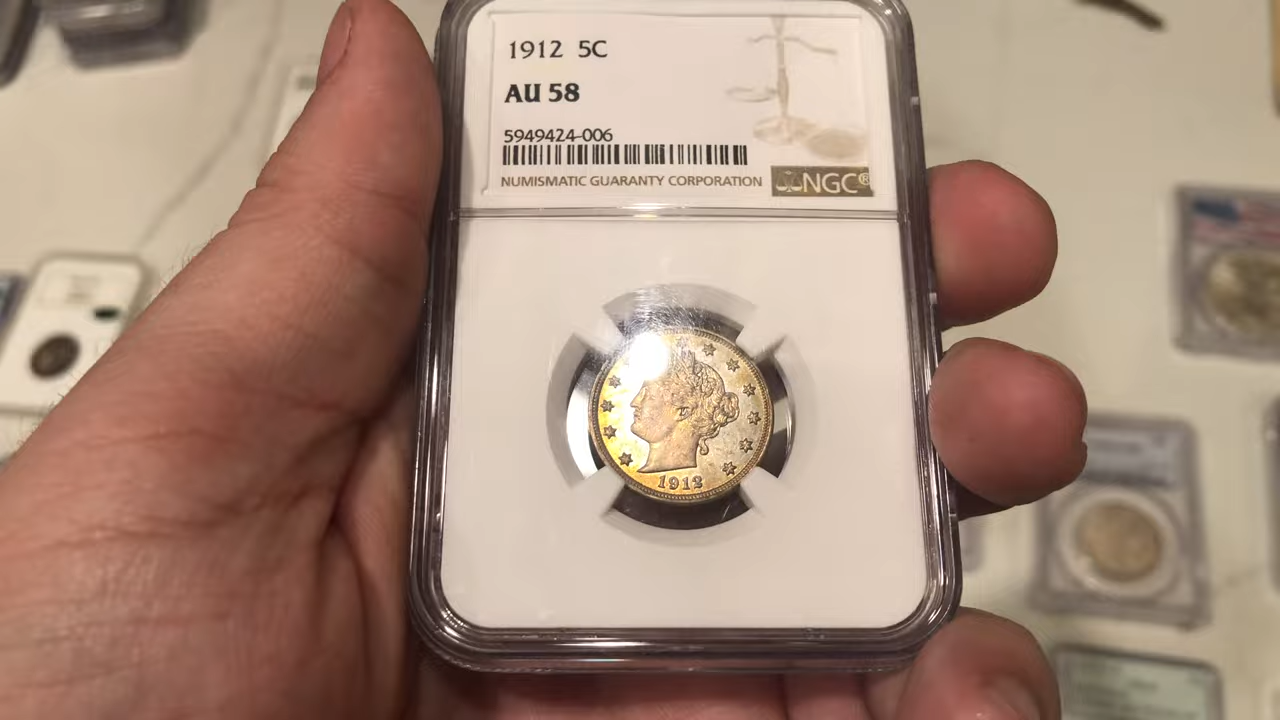 1912 5C
AU 58
5949424-006
NUMISMATIC GUARANTY CORPORATION NGC®
1912